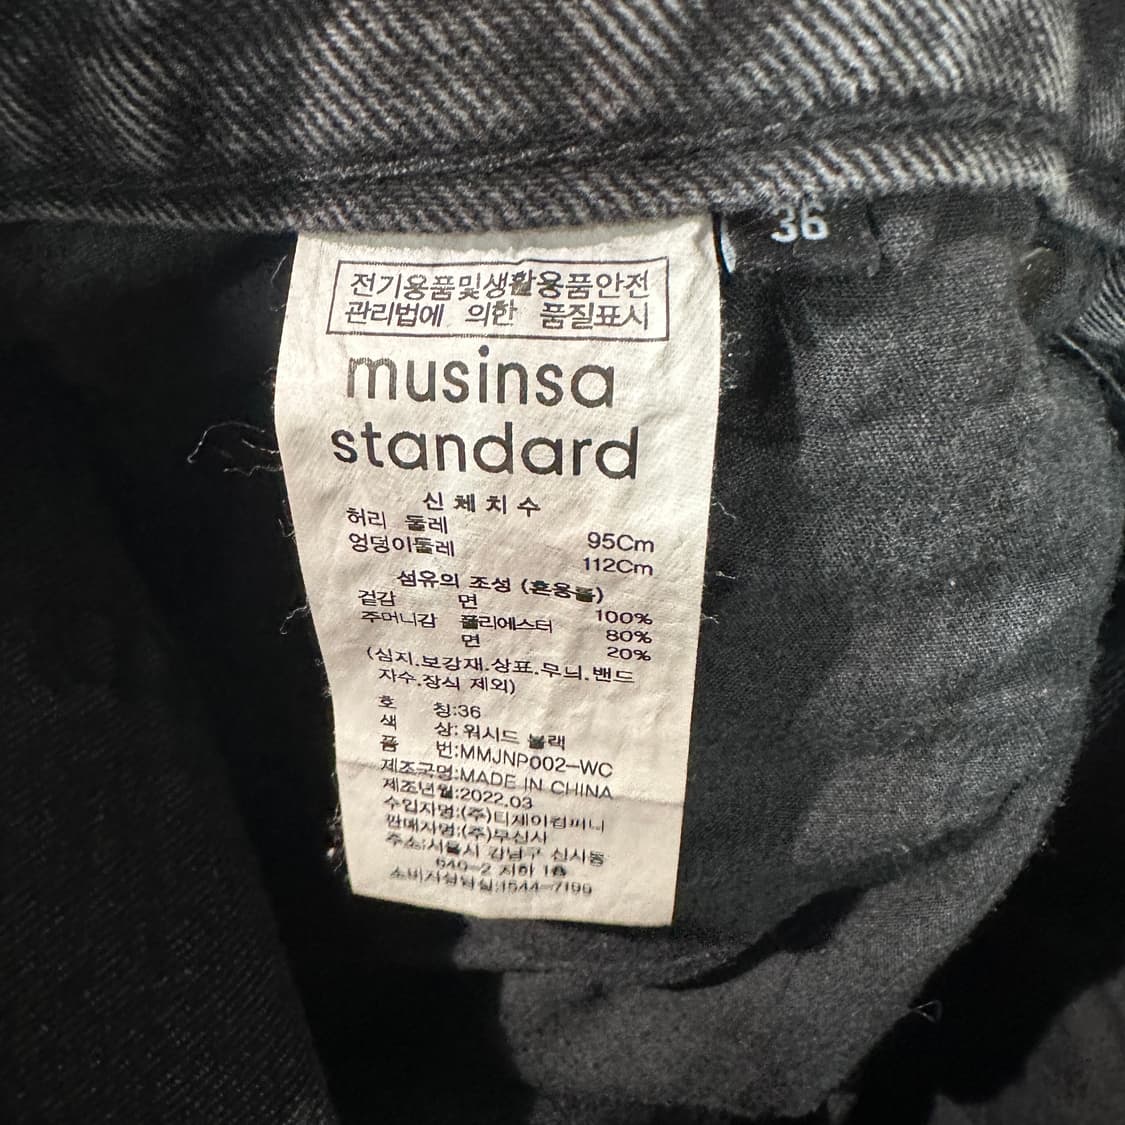 36
전기용품및생활용품안전
관리법에 의한 품질표시
musinsa
standard
신체치수
허리 둘레 95Cm
엉덩이둘레 112Cm
섬유의 조성 (혼용률)
겉감 면 100%
주머니감 폴리에스터 80%
면 20%
(심지.보강재.상표.무늬.밴드
자수.장식 제외)
호 칭:36
색 상:워시드 블랙
품 번:MMJNP002-WC
제조국명:MADE IN CHINA
제조년월:2022.03
수입자명:(주)티제이컴퍼니
판매자명:(주)무신사
주소:서울시 강남구 신사동
640-2 지하 1층
소비자상담실:1544-7199